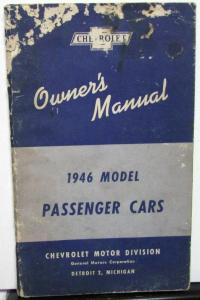 CHEVROLET
Owner's
Manual
1946 MODEL
PASSENGER CARS
CHEVROLET MOTOR DIVISION
General Motors Corporation
DETROIT 2, MICHIGAN